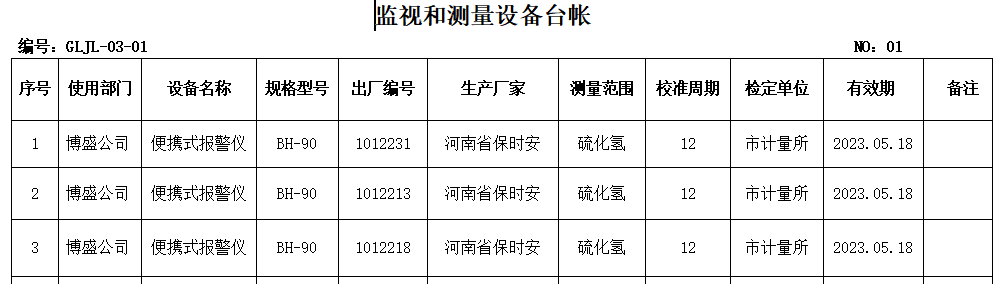 监视和测量设备台帐
编号：GLJL-03-01 NO：01
序号 使用部门 设备名称 规格型号 出厂编号 生产厂家 测量范围 校准周期 检定单位 有效期 备注
1 博盛公司 便携式报警仪 BH-90 1012231 河南省保时安 硫化氢 12 市计量所 2023.05.18
2 博盛公司 便携式报警仪 BH-90 1012213 河南省保时安 硫化氢 12 市计量所 2023.05.18
3 博盛公司 便携式报警仪 BH-90 1012218 河南省保时安 硫化氢 12 市计量所 2023.05.18